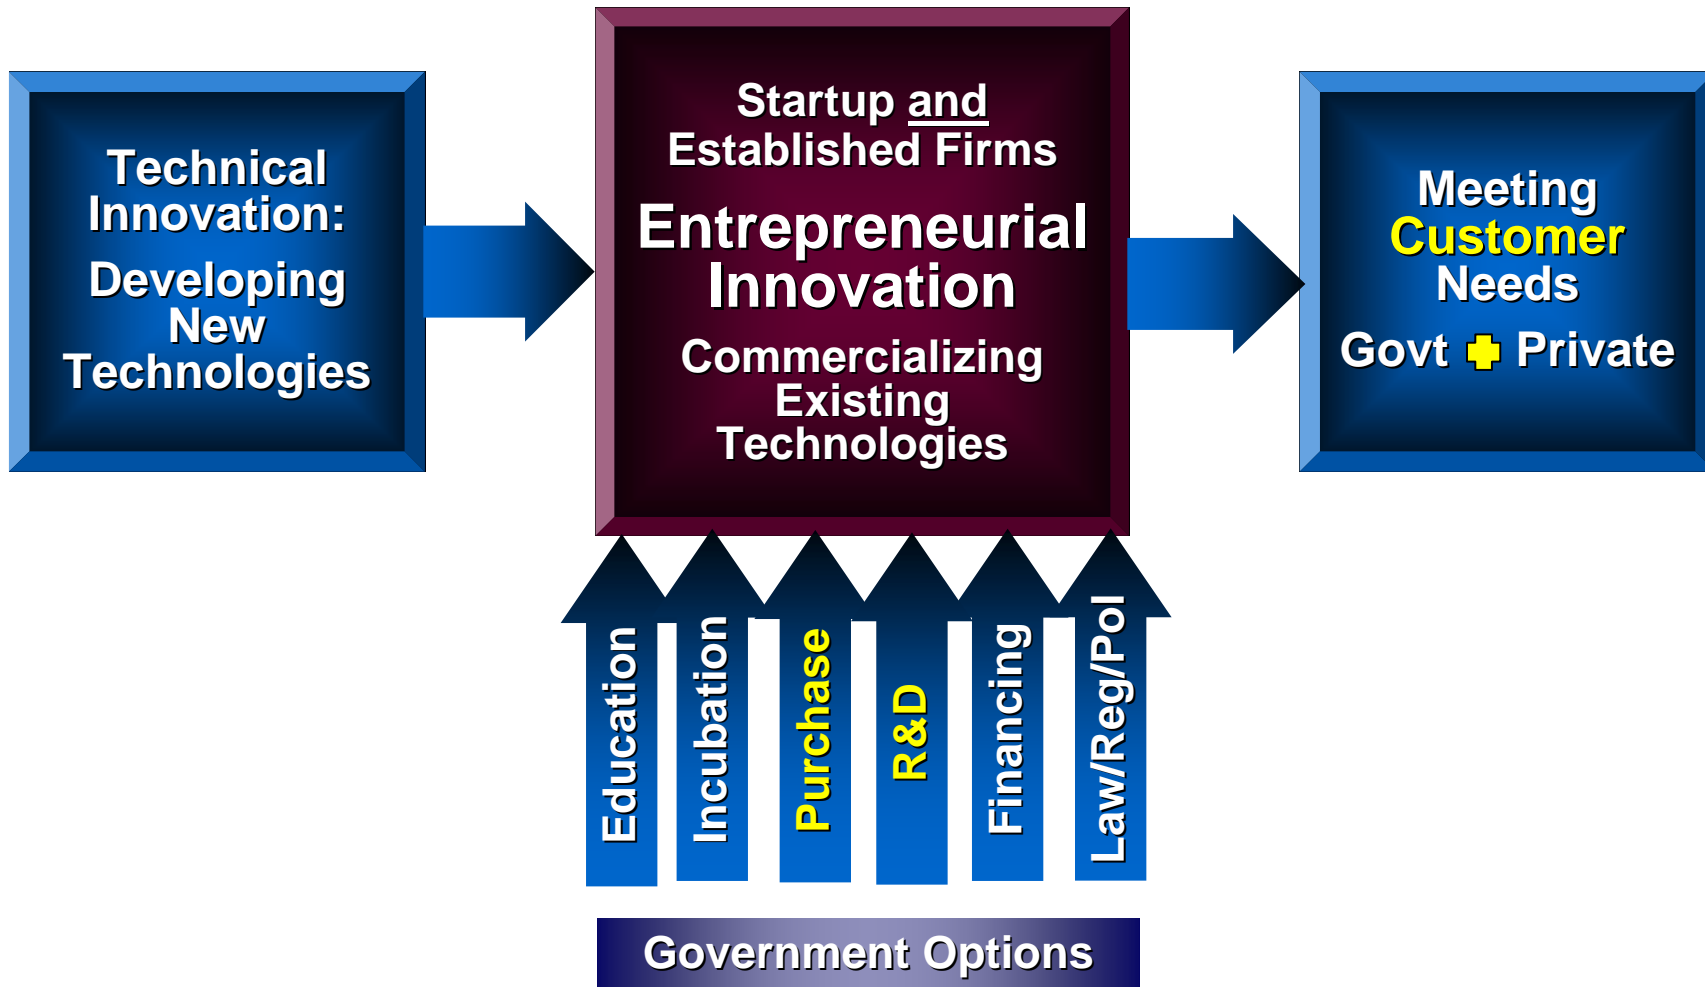 Technical
Innovation:
Developing
New
Technologies
Startup and
Established Firms
Entrepreneurial
Innovation
Commercializing
Existing
Technologies
Meeting
Customer
Needs
Govt + Private
Education
Incubation
Purchase
R&D
Financing
Law/Reg/Pol
Government Options